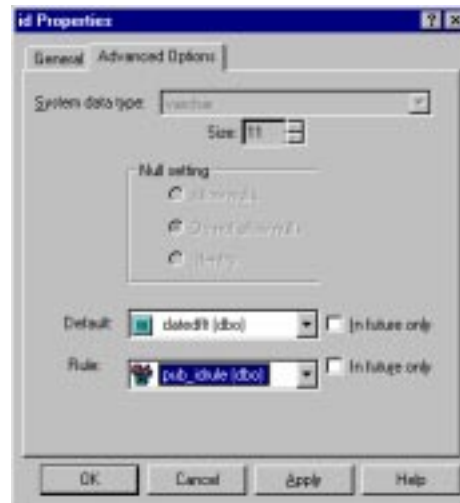 id Properties
General Advanced Options
System data type: varchar
Size: 11
Null setting
Default: datedflt (dbo) In future only
Rule: pub_idrule (dbo) In future only
OK Cancel Apply Help